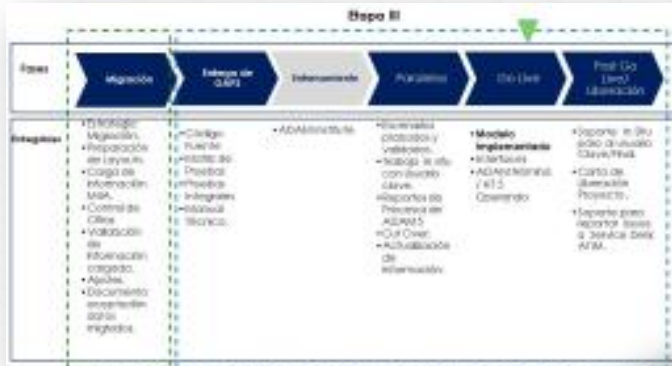 Etapa III
Fases
Migración
Entrega de GAPS
Entrenamiento
Paralelos
Go Live
Post Go
Live/
Liberación
Entregables
• Estrategia
Migración.
• Preparación
de Layouts.
• Carga de
Información
• Control de
Cifras
• Validación
de
información
cargada.
• Ajustes.
• Documento
aceptación
datos
migrados.
• Código
Fuente
• Matriz de
Pruebas
• Pruebas
Integrales
• Manual
Técnico.
• Escenarios
probados y
validados.
• Trabajo in situ
con Usuario
Clave.
• Reportes de
Procesos de
ADAM5
• Cut Over.
• Actualización
de
Información
• Modelo
Implementado
• Interfaces
Operando
• Soporte in Situ
para al usuario
Clave/Final.
• Carta de
Liberación
Proyecto.
• Soporte para
reportar issues
a Service Desk